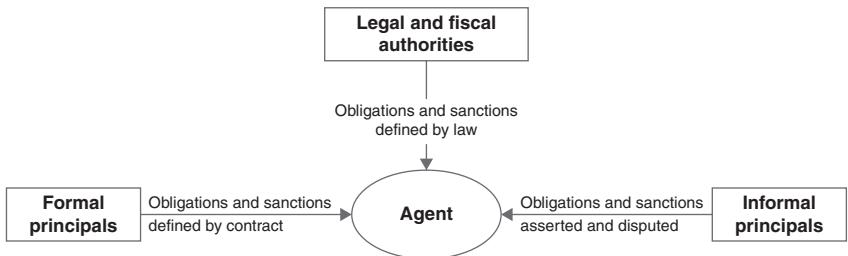 Legal and fiscal
authorities
Obligations and sanctions
defined by law
Formal
principals
Obligations and sanctions
defined by contract
Agent
Obligations and sanctions
asserted and disputed
Informal
principals